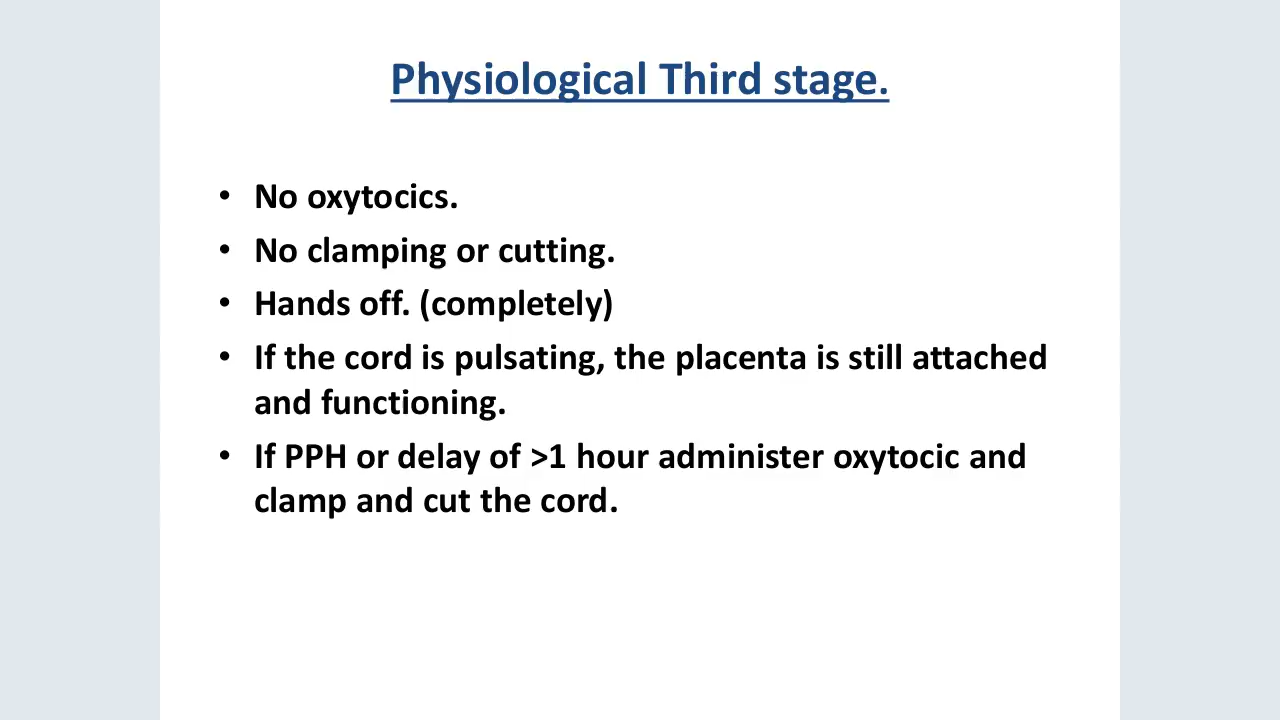 Physiological Third stage.
• No oxytocics.
• No clamping or cutting.
• Hands off. (completely)
• If the cord is pulsating, the placenta is still attached
and functioning.
• If PPH or delay of >1 hour administer oxytocic and
clamp and cut the cord.